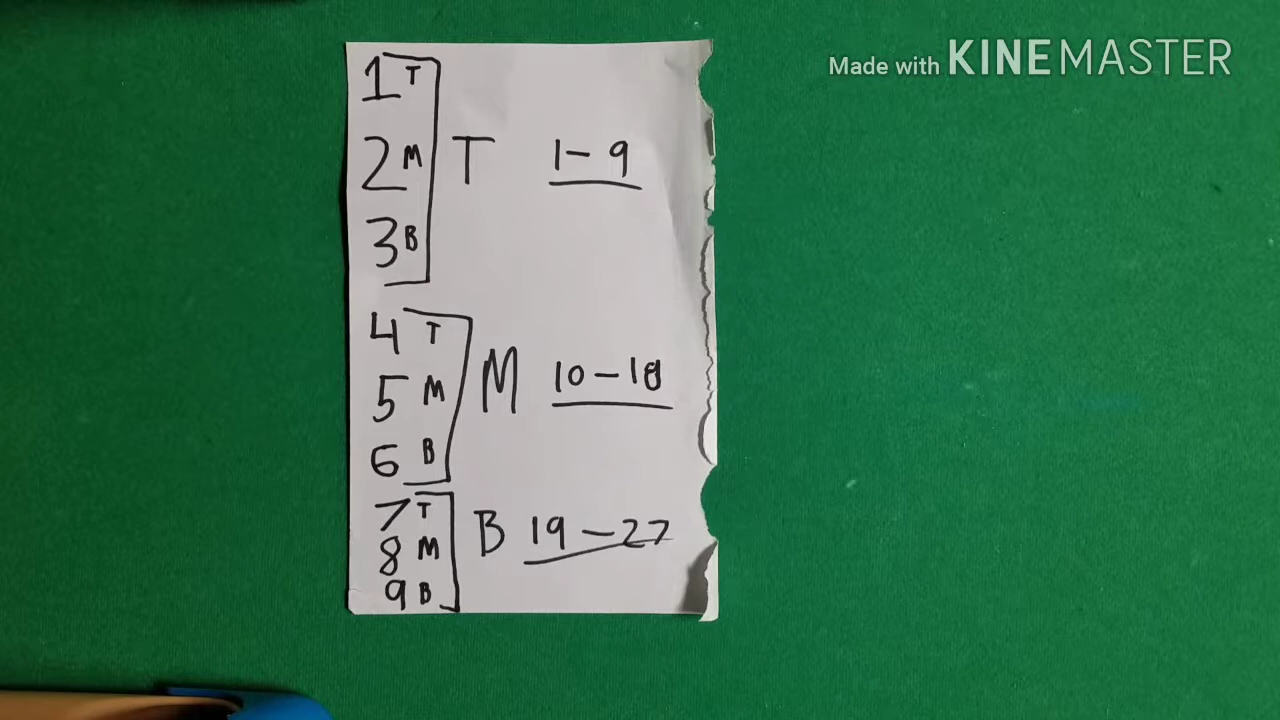 Made with KINEMASTER
1 T
2 M T 1-9
3 B
4 T
5 M M 10-18
6 B
7 T
8 M B 19-27
9 B